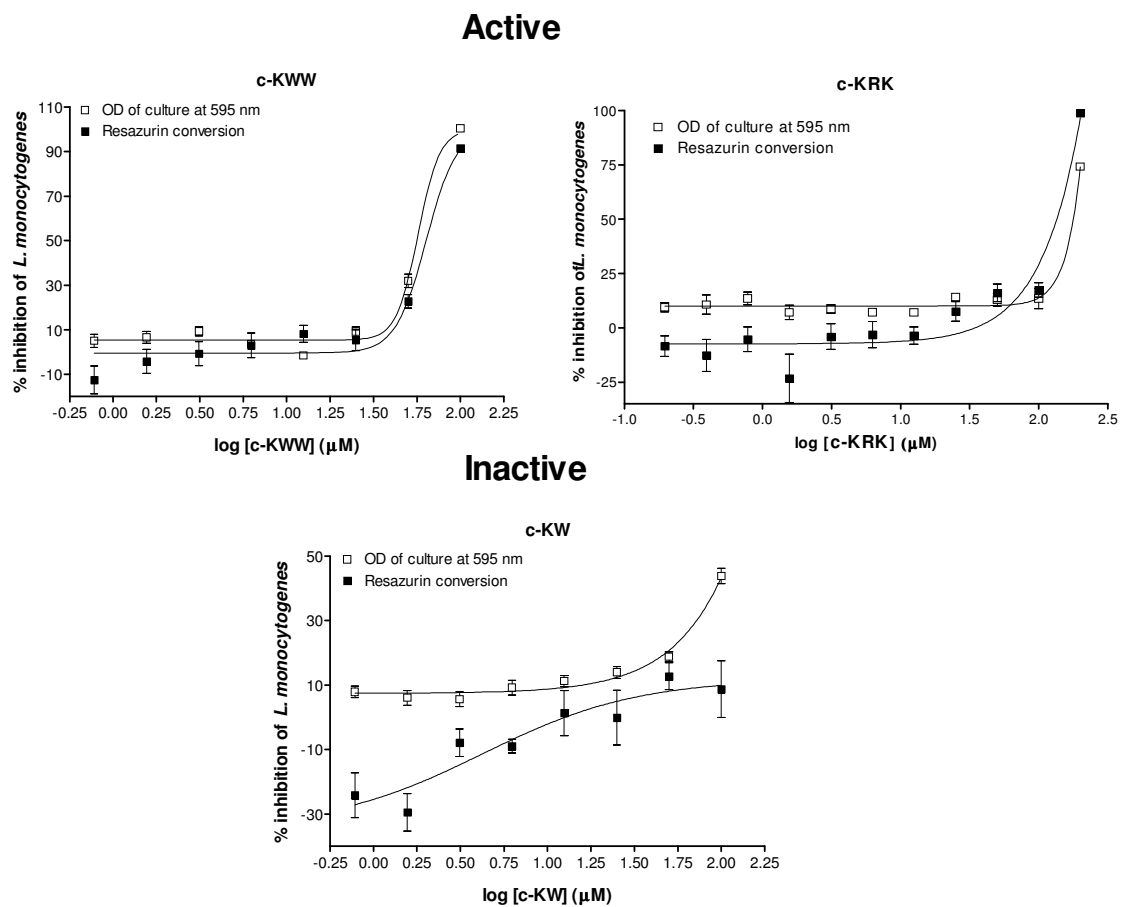 Active
c-KWW
OD of culture at 595 nm
Resazurin conversion
% inhibition of L. monocytogenes
110
90
70
50
30
10
-10
-0.25 0.00 0.25 0.50 0.75 1.00 1.25 1.50 1.75 2.00 2.25
log [c-KWW] (µM)
c-KRK
OD of culture at 595 nm
Resazurin conversion
% inhibition of L. monocytogenes
100
75
50
25
0
-25
-1.0 -0.5 0.0 0.5 1.0 1.5 2.0 2.5
log [c-KRK] (µM)
Inactive
c-KW
OD of culture at 595 nm
Resazurin conversion
% inhibition of L. monocytogenes
50
30
10
-10
-30
-0.25 0.00 0.25 0.50 0.75 1.00 1.25 1.50 1.75 2.00 2.25
log [c-KW] (µM)